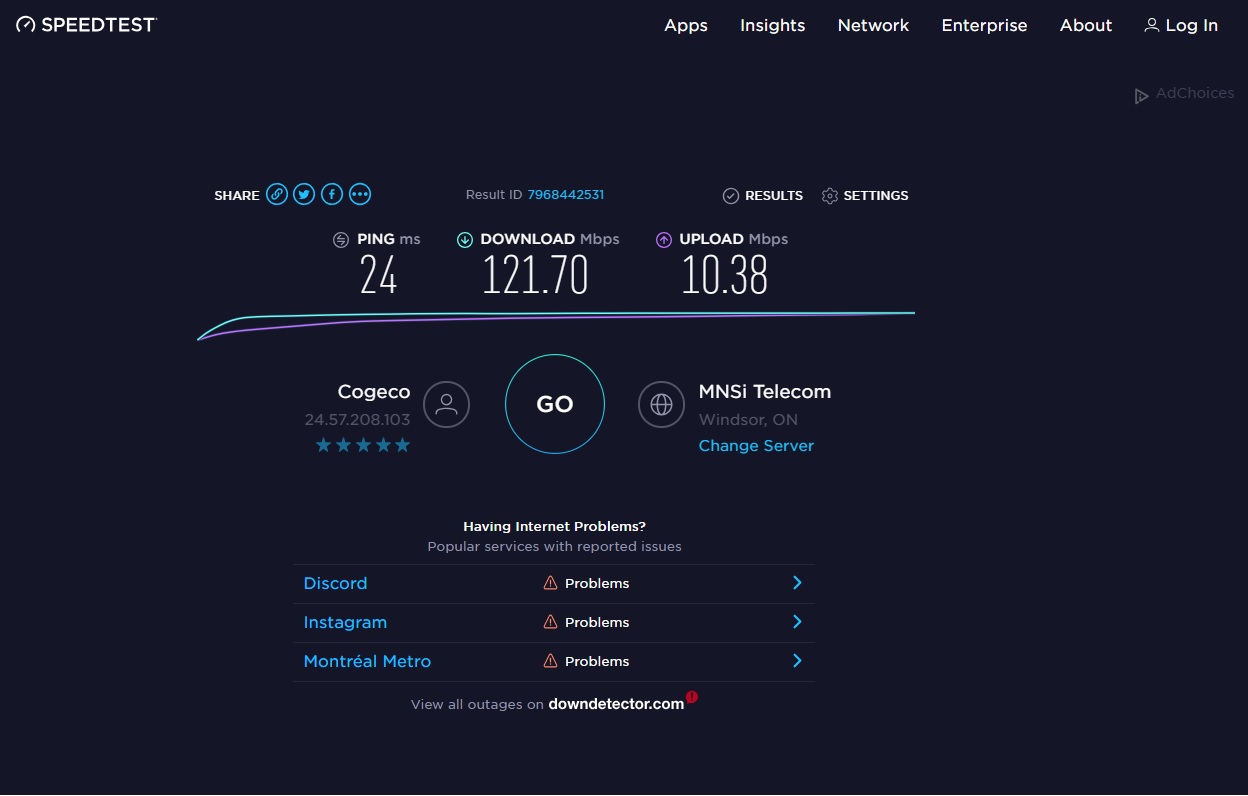 SPEEDTEST
Apps Insights Network Enterprise About Log In
AdChoices
SHARE Result ID 7968442531 RESULTS SETTINGS
PING ms DOWNLOAD Mbps UPLOAD Mbps
24 121.70 10.38
Cogeco GO MNSi Telecom
24.57.208.103 Windsor, ON
Change Server
Having Internet Problems?
Popular services with reported issues
Discord Problems
Instagram Problems
Montréal Metro Problems
View all outages on downdetector.com